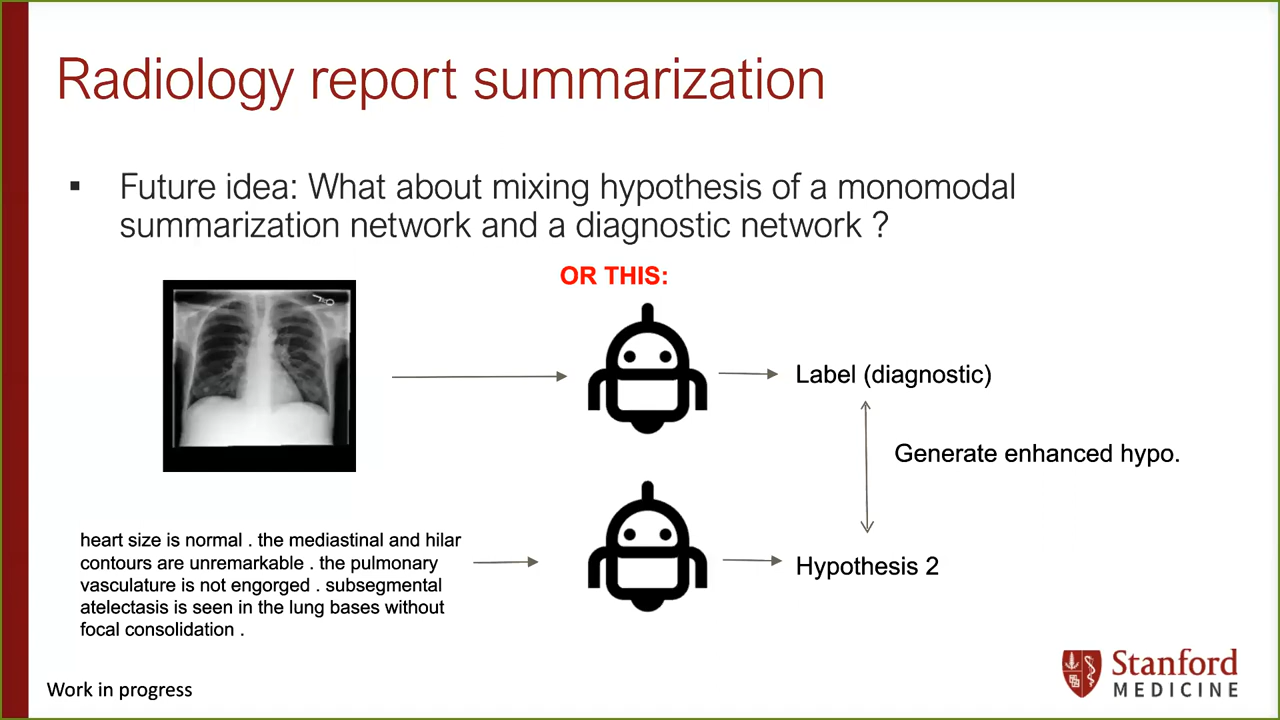 Radiology report summarization
▪ Future idea: What about mixing hypothesis of a monomodal
summarization network and a diagnostic network ?
OR THIS:
Label (diagnostic)
Generate enhanced hypo.
heart size is normal . the mediastinal and hilar
contours are unremarkable . the pulmonary
vasculature is not engorged . subsegmental
atelectasis is seen in the lung bases without
focal consolidation .
Hypothesis 2
Work in progress
Stanford
MEDICINE